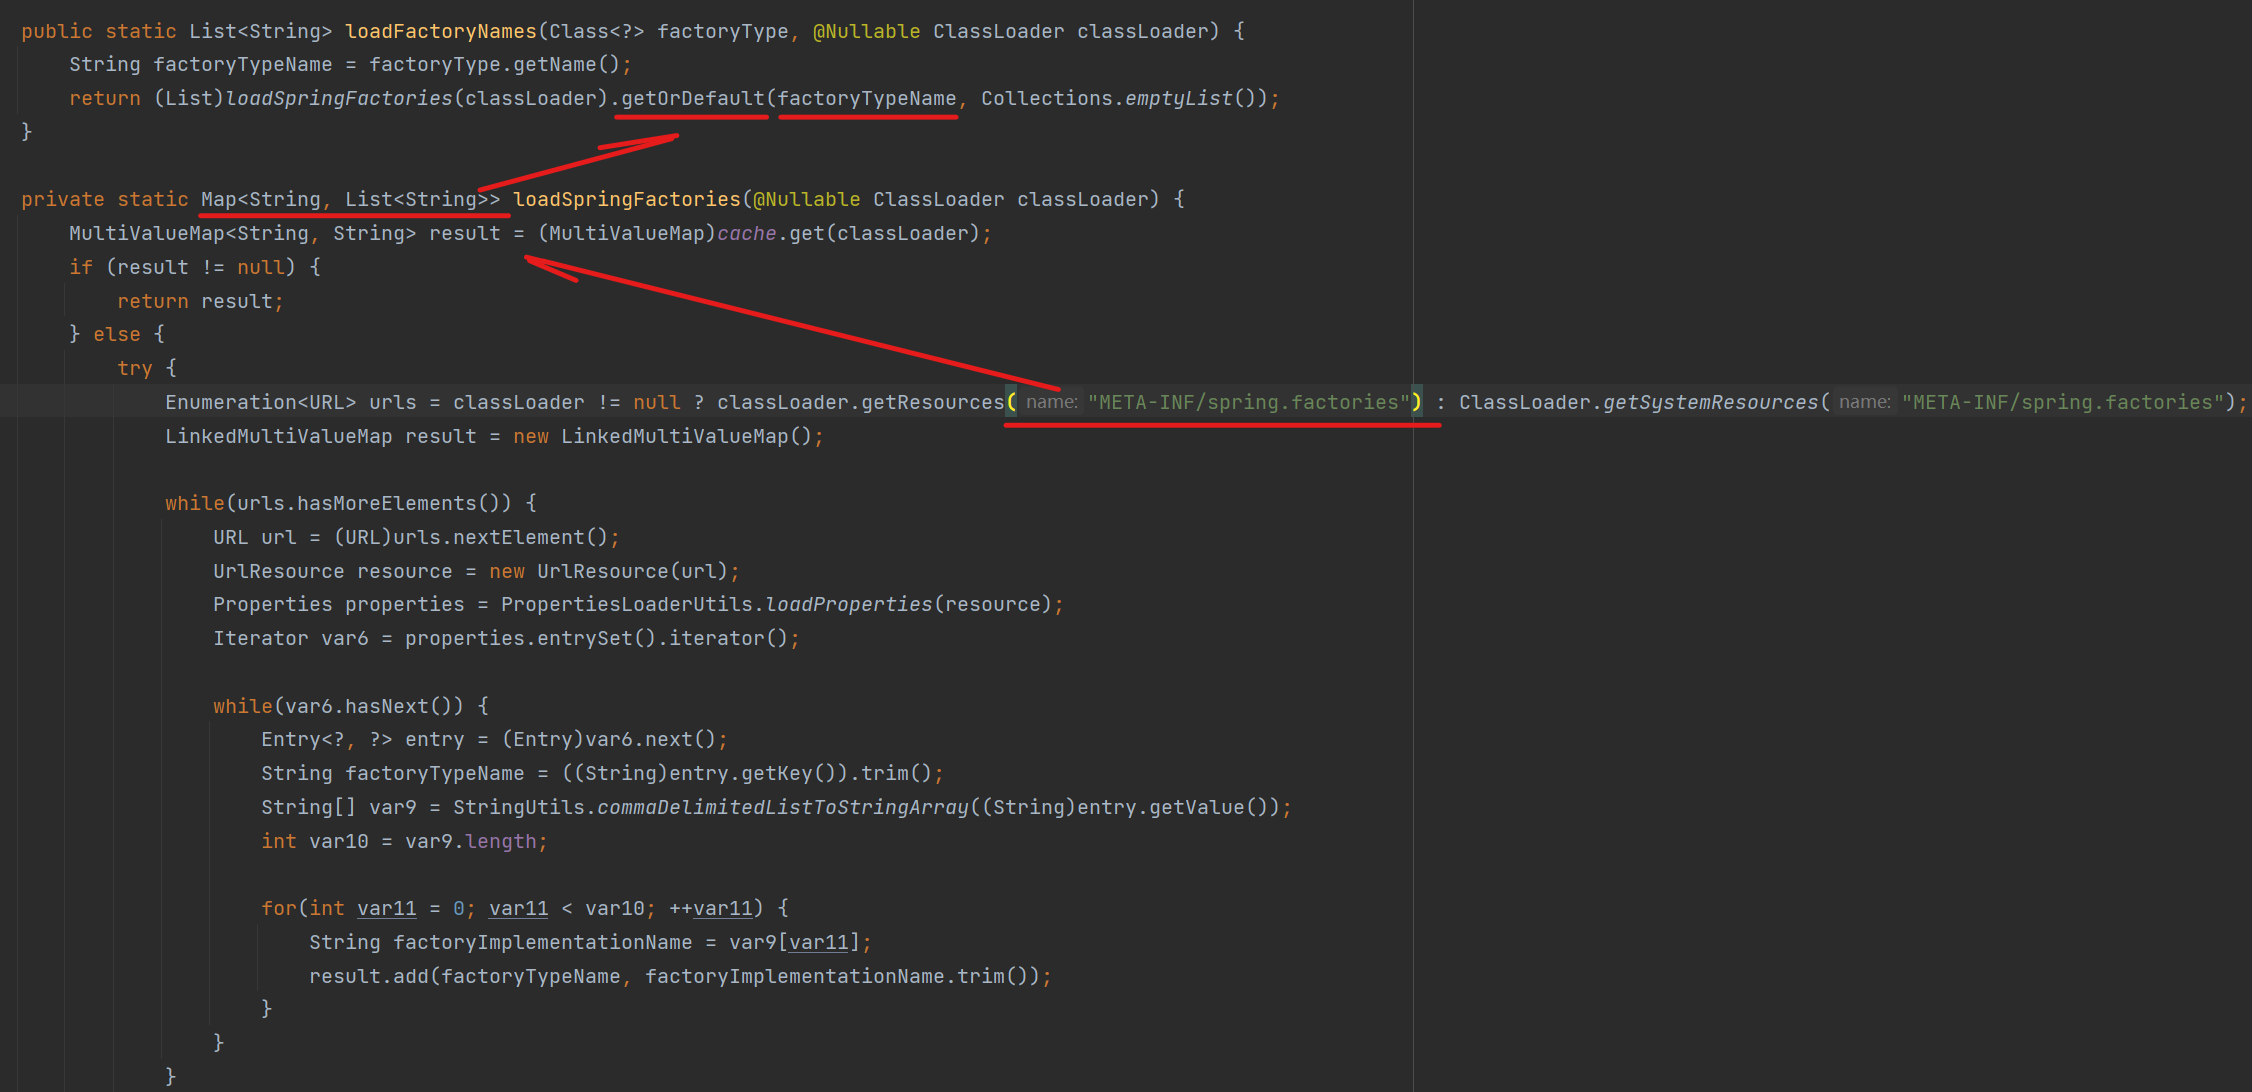 public static List<String> loadFactoryNames(Class<?> factoryType, @Nullable ClassLoader classLoader) {
String factoryTypeName = factoryType.getName();
return (List)loadSpringFactories(classLoader).getOrDefault(factoryTypeName, Collections.emptyList());
}
private static Map<String, List<String>> loadSpringFactories(@Nullable ClassLoader classLoader) {
MultiValueMap<String, String> result = (MultiValueMap)cache.get(classLoader);
if (result != null) {
return result;
} else {
try {
Enumeration<URL> urls = classLoader != null ? classLoader.getResources( name: "META-INF/spring.factories") : ClassLoader.getSystemResources( name: "META-INF/spring.factories");
LinkedMultiValueMap result = new LinkedMultiValueMap();
while(urls.hasMoreElements()) {
URL url = (URL)urls.nextElement();
UrlResource resource = new UrlResource(url);
Properties properties = PropertiesLoaderUtils.loadProperties(resource);
Iterator var6 = properties.entrySet().iterator();
while(var6.hasNext()) {
Entry<?, ?> entry = (Entry)var6.next();
String factoryTypeName = ((String)entry.getKey()).trim();
String[] var9 = StringUtils.commaDelimitedListToStringArray((String)entry.getValue());
int var10 = var9.length;
for(int var11 = 0; var11 < var10; ++var11) {
String factoryImplementationName = var9[var11];
result.add(factoryTypeName, factoryImplementationName.trim());
}
}
}